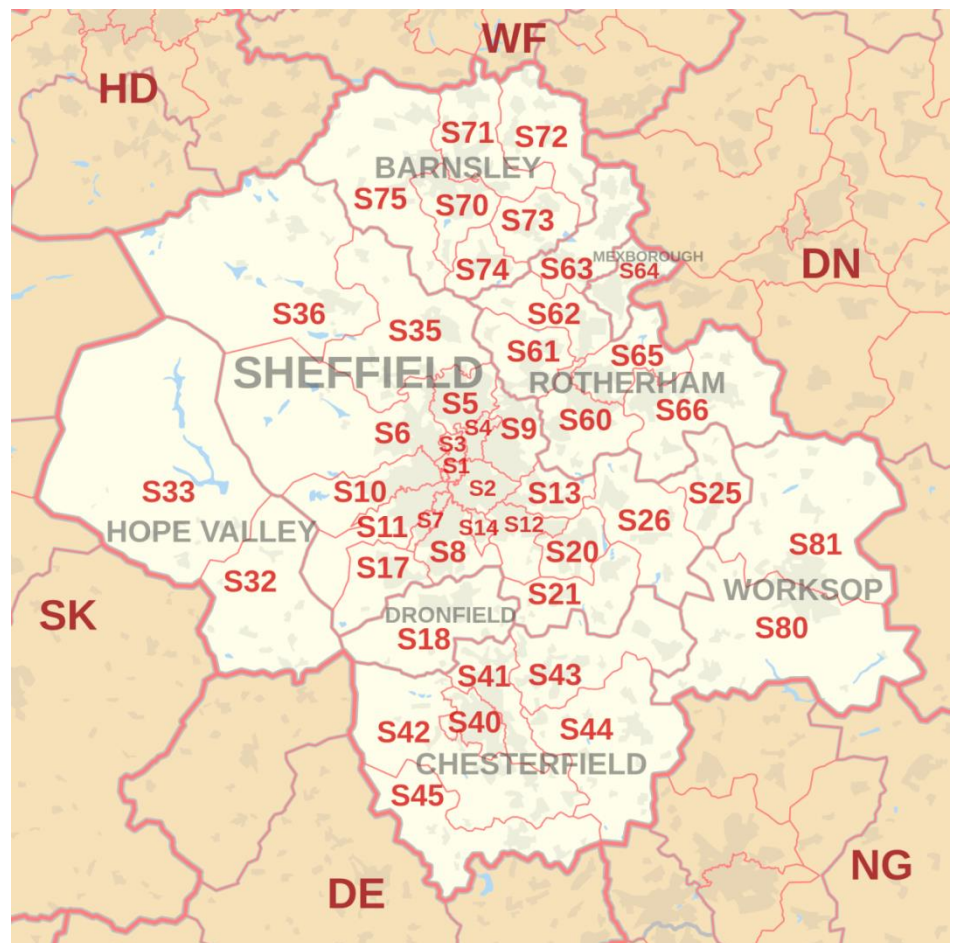 WF
HD
S71
S72
BARNSLEY
S75
S70
S73
MEXBOROUGH
S74
S63
S64
DN
S36
S62
S35
S61
S65
SHEFFIELD
ROTHERHAM
S5
S66
S60
S4
S9
S6
S3
S1
S33
S10
S2
S13
S25
S7
S11
S14
S12
S26
HOPE VALLEY
S8
S20
S81
S17
S32
S21
WORKSOP
SK
DRONFIELD
S18
S80
S41
S43
S42
S40
S44
CHESTERFIELD
S45
NG
DE